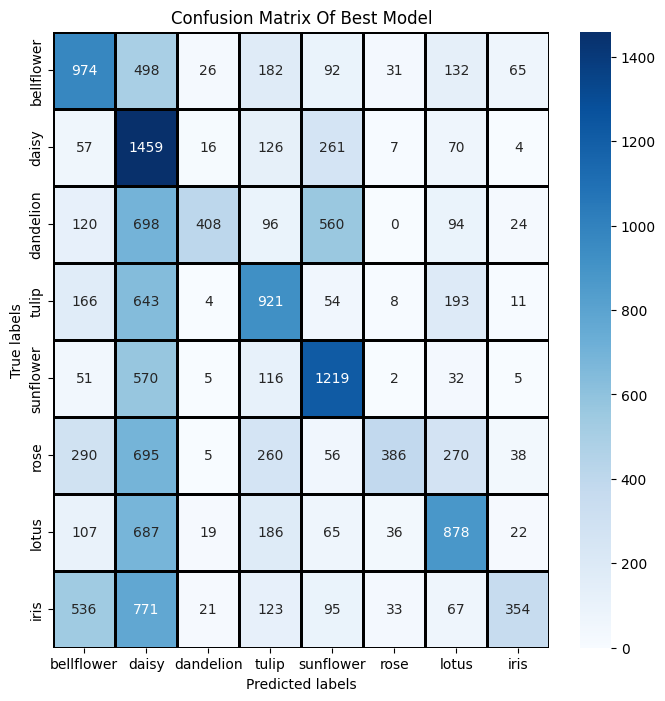 Confusion Matrix Of Best Model
True labels
bellflower 974 498 26 182 92 31 132 65
daisy 57 1459 16 126 261 7 70 4
dandelion 120 698 408 96 560 0 94 24
tulip 166 643 4 921 54 8 193 11
sunflower 51 570 5 116 1219 2 32 5
rose 290 695 5 260 56 386 270 38
lotus 107 687 19 186 65 36 878 22
iris 536 771 21 123 95 33 67 354
bellflower daisy dandelion tulip sunflower rose lotus iris
Predicted labels
1400
1200
1000
800
600
400
200
0